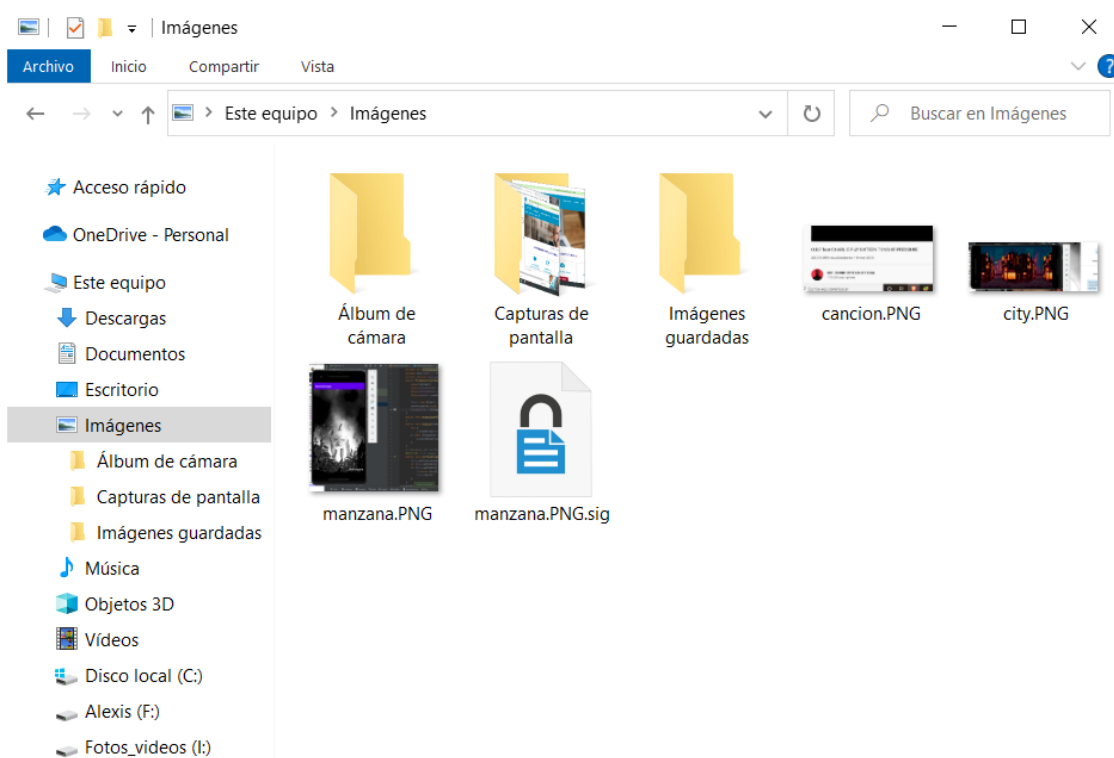 Imágenes
Archivo Inicio Compartir Vista
Este equipo Imágenes
Buscar en Imágenes
Acceso rápido
OneDrive - Personal
Este equipo
Descargas
Documentos
Escritorio
Imágenes
Álbum de cámara
Capturas de pantalla
Imágenes guardadas
Música
Objetos 3D
Vídeos
Disco local (C:)
Alexis (F:)
Fotos_videos (I:)
Álbum de
cámara
Capturas de
pantalla
Imágenes
guardadas
cancion.PNG
city.PNG
manzana.PNG
manzana.PNG.sig